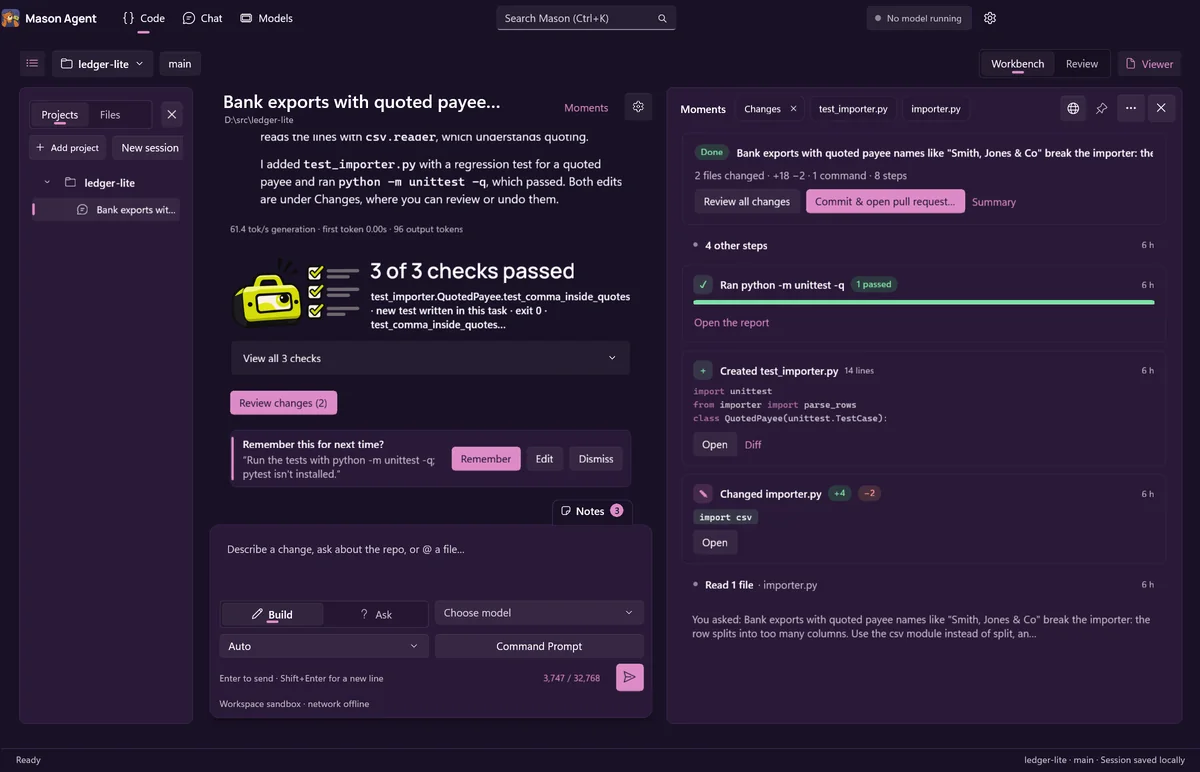 Mason Agent
{} Code
Chat
Models
Search Mason (Ctrl+K)
No model running
ledger-lite
main
Workbench
Review
Viewer
Projects
Files
+ Add project
New session
ledger-lite
Bank exports wit...
Bank exports with quoted payee...
D:\src\ledger-lite
Moments
reads the lines with csv.reader, which understands quoting.
I added test_importer.py with a regression test for a quoted
payee and ran python -m unittest -q, which passed. Both edits
are under Changes, where you can review or undo them.
61.4 tok/s generation · first token 0.00s · 96 output tokens
3 of 3 checks passed
test_importer.QuotedPayee.test_comma_inside_quotes
· new test written in this task · exit 0 ·
test_comma_inside_quotes...
View all 3 checks
Review changes (2)
Remember this for next time?
"Run the tests with python -m unittest -q;
pytest isn't installed."
Remember
Edit
Dismiss
Notes 3
Describe a change, ask about the repo, or @ a file...
Build
? Ask
Choose model
Auto
Command Prompt
Enter to send · Shift+Enter for a new line
3,747 / 32,768
Workspace sandbox · network offline
Moments
Changes
test_importer.py
importer.py
Done
Bank exports with quoted payee names like "Smith, Jones & Co" break the importer: the
2 files changed · +18 −2 · 1 command · 8 steps
Review all changes
Commit & open pull request...
Summary
4 other steps
6 h
Ran python -m unittest -q
1 passed
6 h
Open the report
Created test_importer.py
14 lines
6 h
import unittest
from importer import parse_rows
class QuotedPayee(unittest.TestCase):
Open
Diff
Changed importer.py
+4
−2
6 h
import csv
Open
Read 1 file · importer.py
6 h
You asked: Bank exports with quoted payee names like "Smith, Jones & Co" break the importer: the
row splits into too many columns. Use the csv module instead of split, an...
Ready
ledger-lite · main · Session saved locally